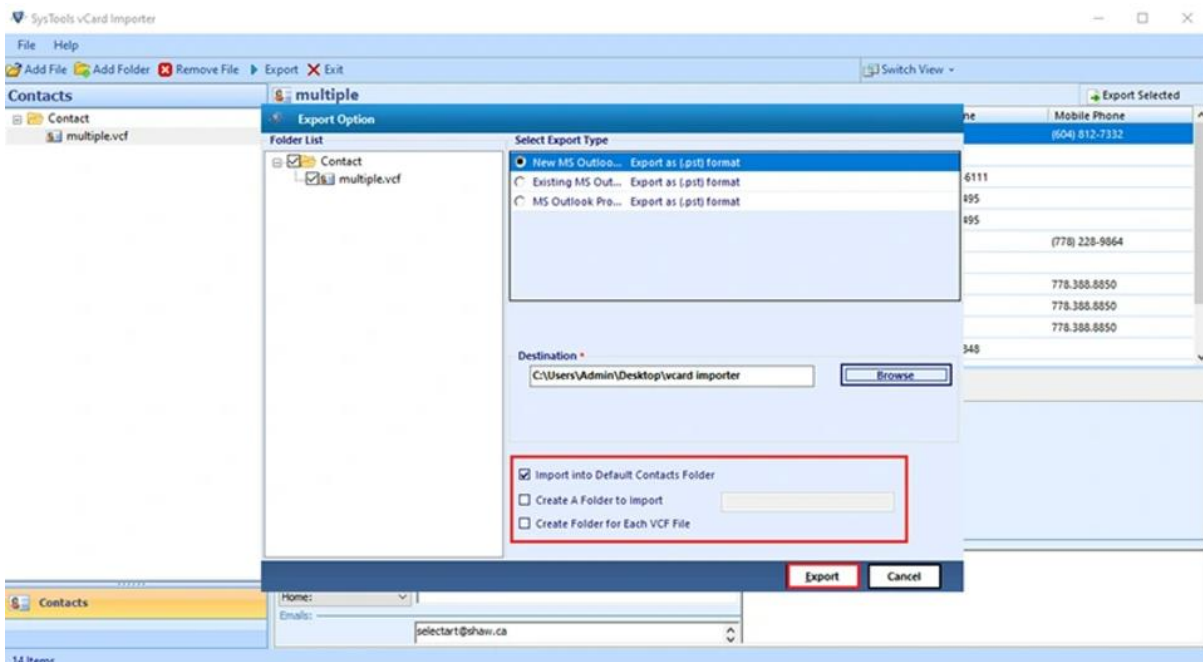 SysTools vCard Importer
File Help
Add File Add Folder Remove File Export Exit Switch View
Contacts
multiple
Export Selected
Contact
multiple.vcf
Export Option
Folder List
Contact
multiple.vcf
Select Export Type
New MS Outloo... Export as (.pst) format
Existing MS Out... Export as (.pst) format
MS Outlook Pro... Export as (.pst) format
Destination *
C:\Users\Admin\Desktop\vcard importer
Browse
Import into Default Contacts Folder
Create A Folder to Import
Create Folder for Each VCF File
Export Cancel
ne Mobile Phone
(604) 812-7332
6111
495
495
(778) 228-9864
778.388.8850
778.388.8850
778.388.8850
348
Contacts
Home:
Emails:
selectart@shaw.ca
14 Items